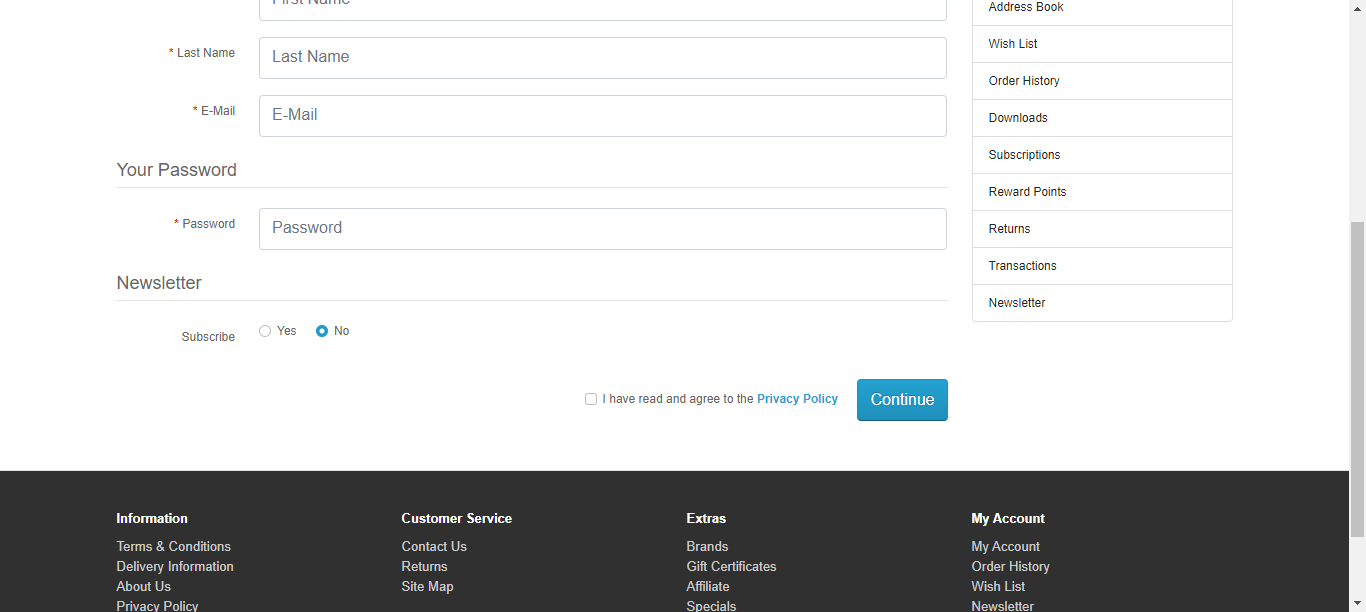 First Name
* Last Name
Last Name
* E-Mail
E-Mail
Your Password
* Password
Password
Newsletter
Subscribe
Yes
No
I have read and agree to the Privacy Policy
Continue
Address Book
Wish List
Order History
Downloads
Subscriptions
Reward Points
Returns
Transactions
Newsletter
Information
Terms & Conditions
Delivery Information
About Us
Privacy Policy
Customer Service
Contact Us
Returns
Site Map
Extras
Brands
Gift Certificates
Affiliate
Specials
My Account
My Account
Order History
Wish List
Newsletter